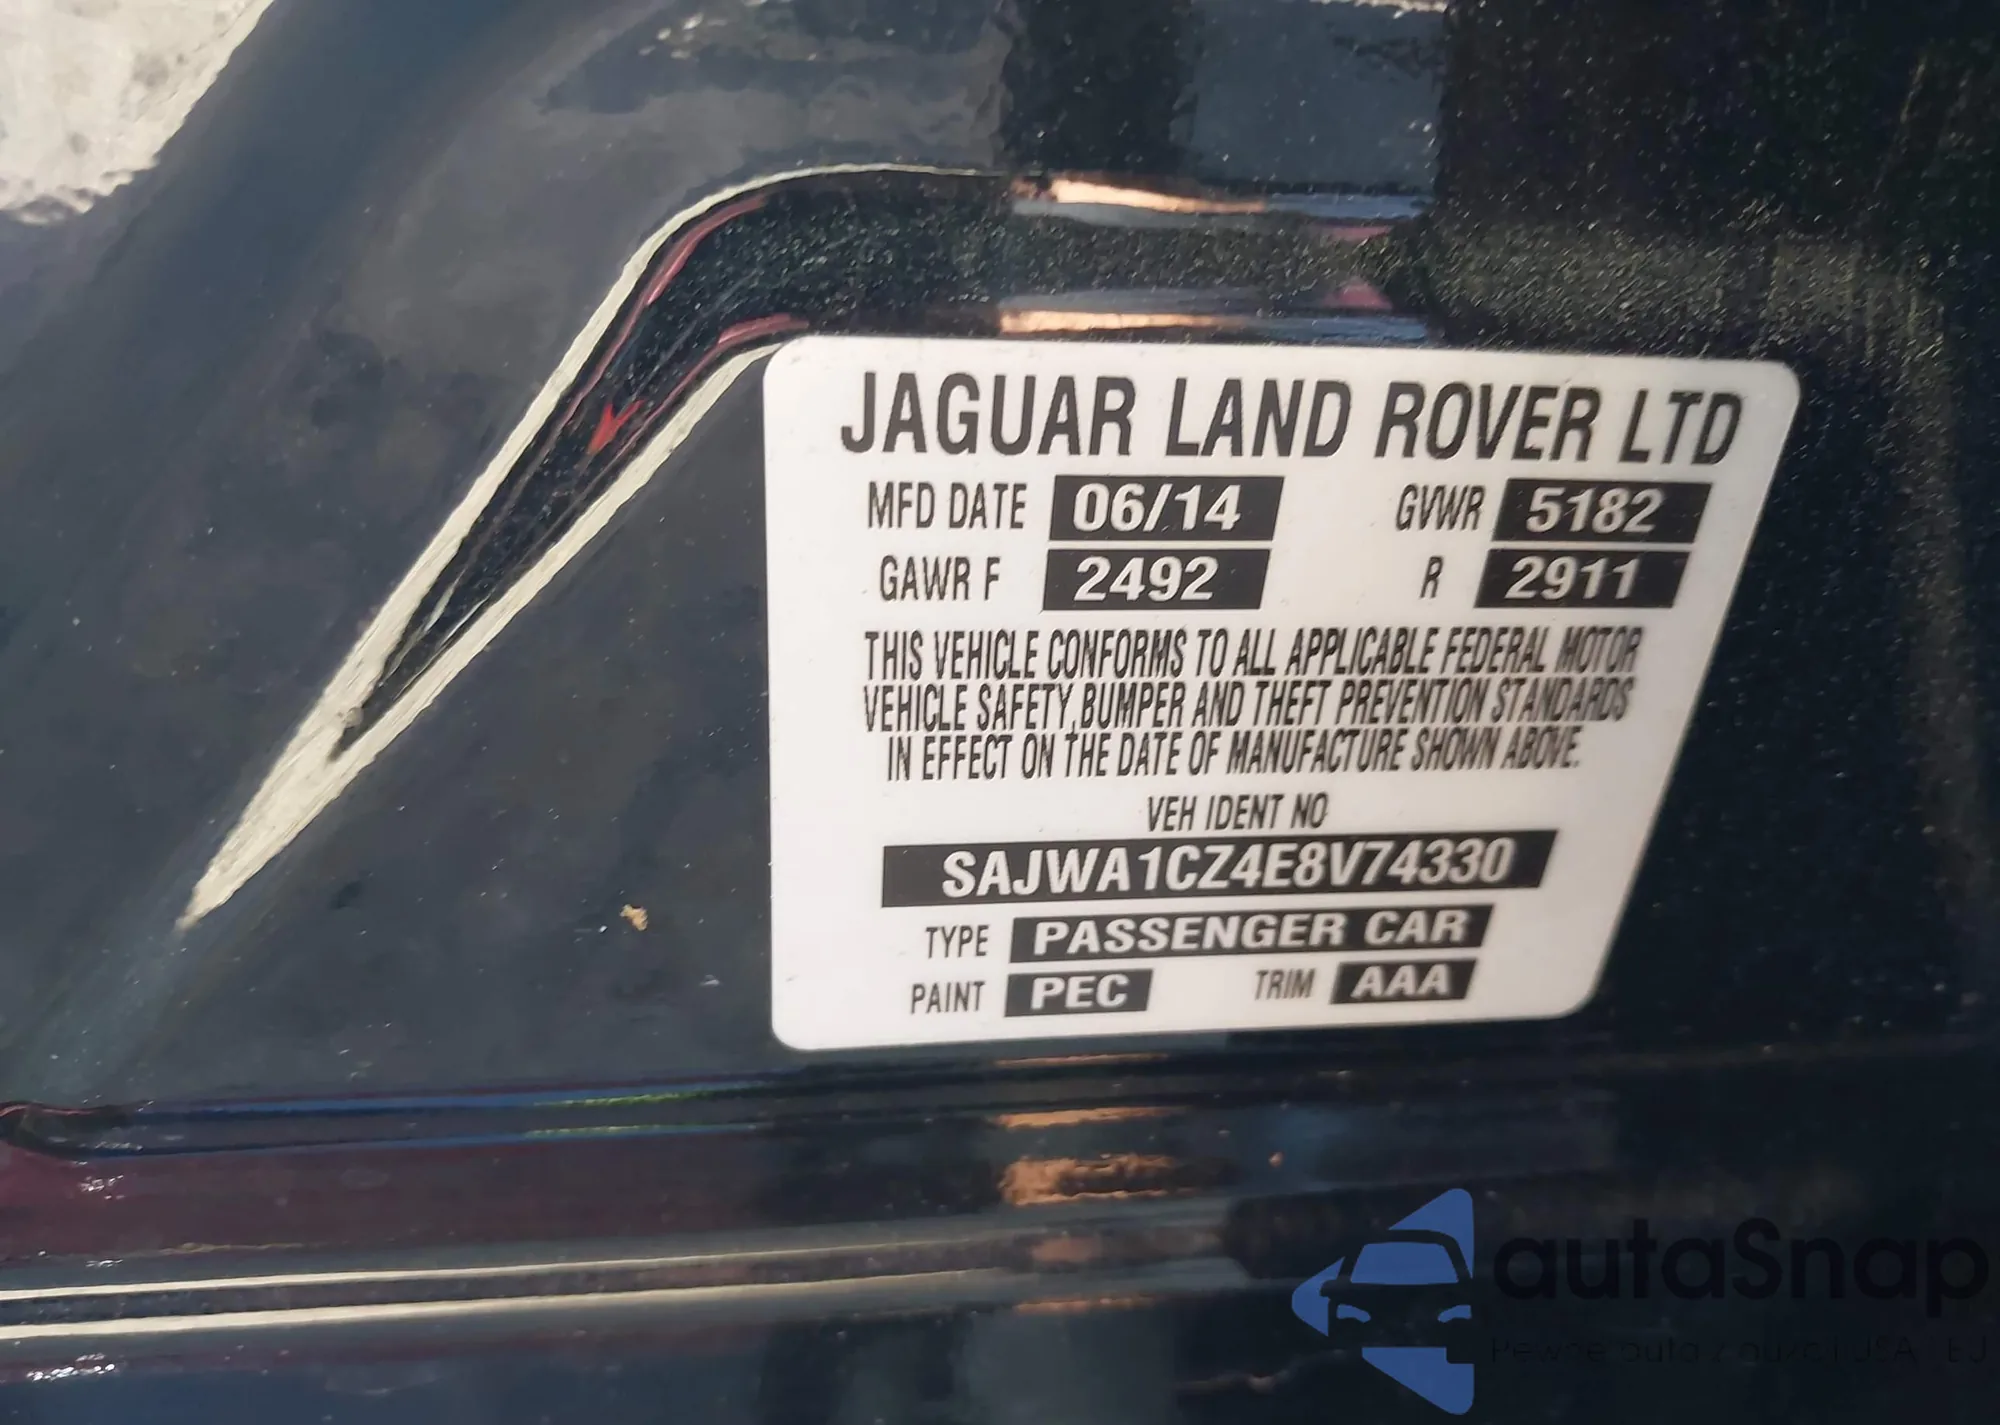 JAGUAR LAND ROVER LTD
MFD DATE 06/14 GVWR 5182
GAWR F 2492 R 2911
THIS VEHICLE CONFORMS TO ALL APPLICABLE FEDERAL MOTOR
VEHICLE SAFETY,BUMPER AND THEFT PREVENTION STANDARDS
IN EFFECT ON THE DATE OF MANUFACTURE SHOWN ABOVE.
VEH IDENT NO
SAJWA1CZ4E8V74330
TYPE PASSENGER CAR
PAINT PEC TRIM AAA
autaSnap